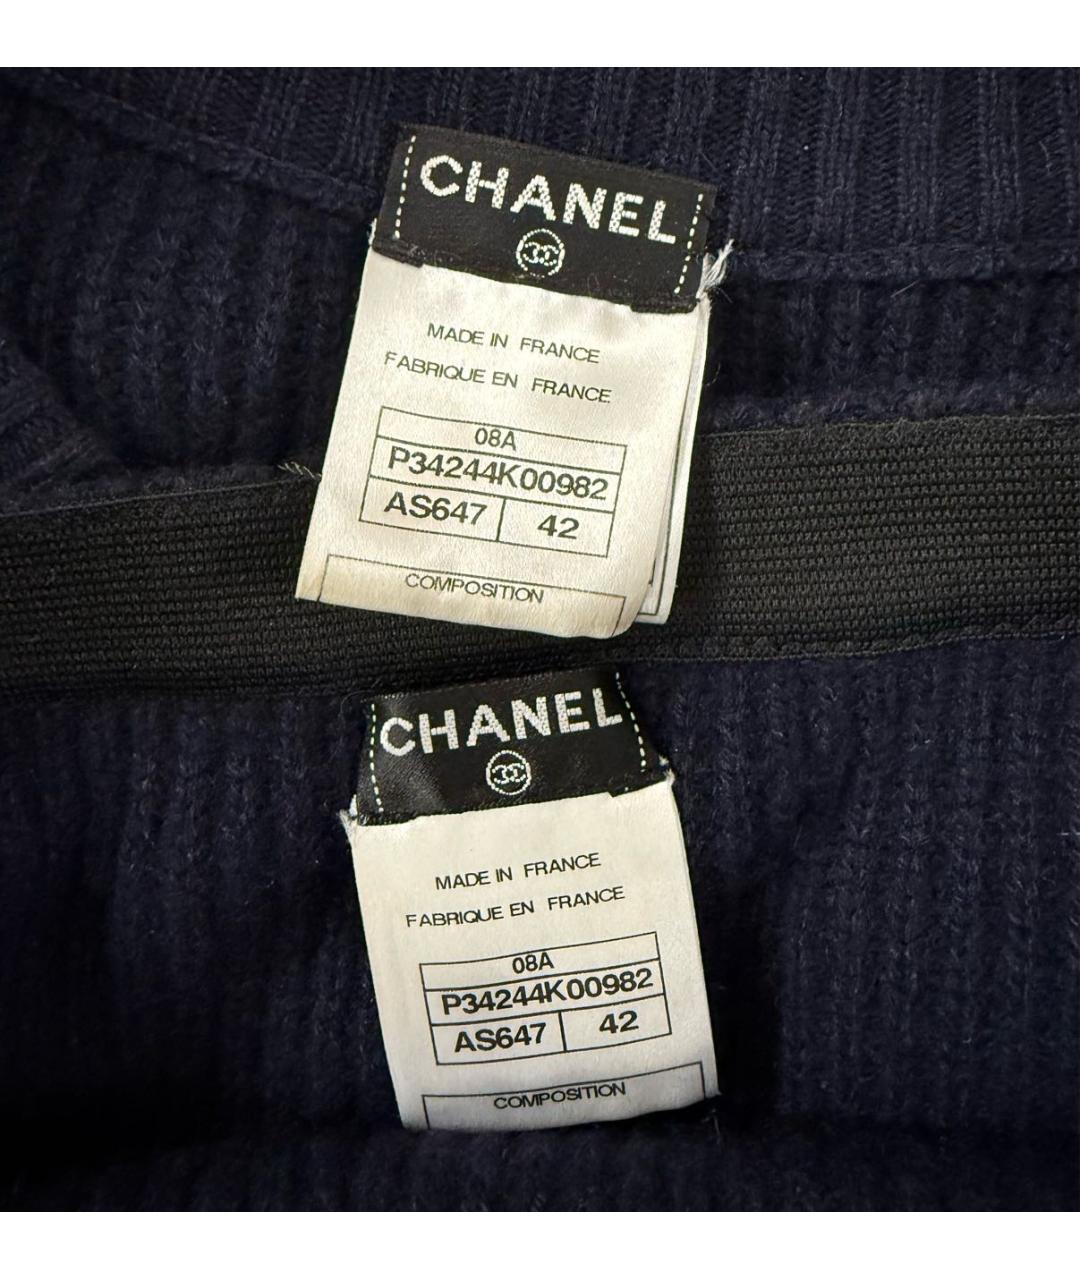 CHANEL
MADE IN FRANCE
FABRIQUE EN FRANCE
08A
P34244K00982
AS647 42
COMPOSITION
CHANEL
MADE IN FRANCE
FABRIQUE EN FRANCE
08A
P34244K00982
AS647 42
COMPOSITION